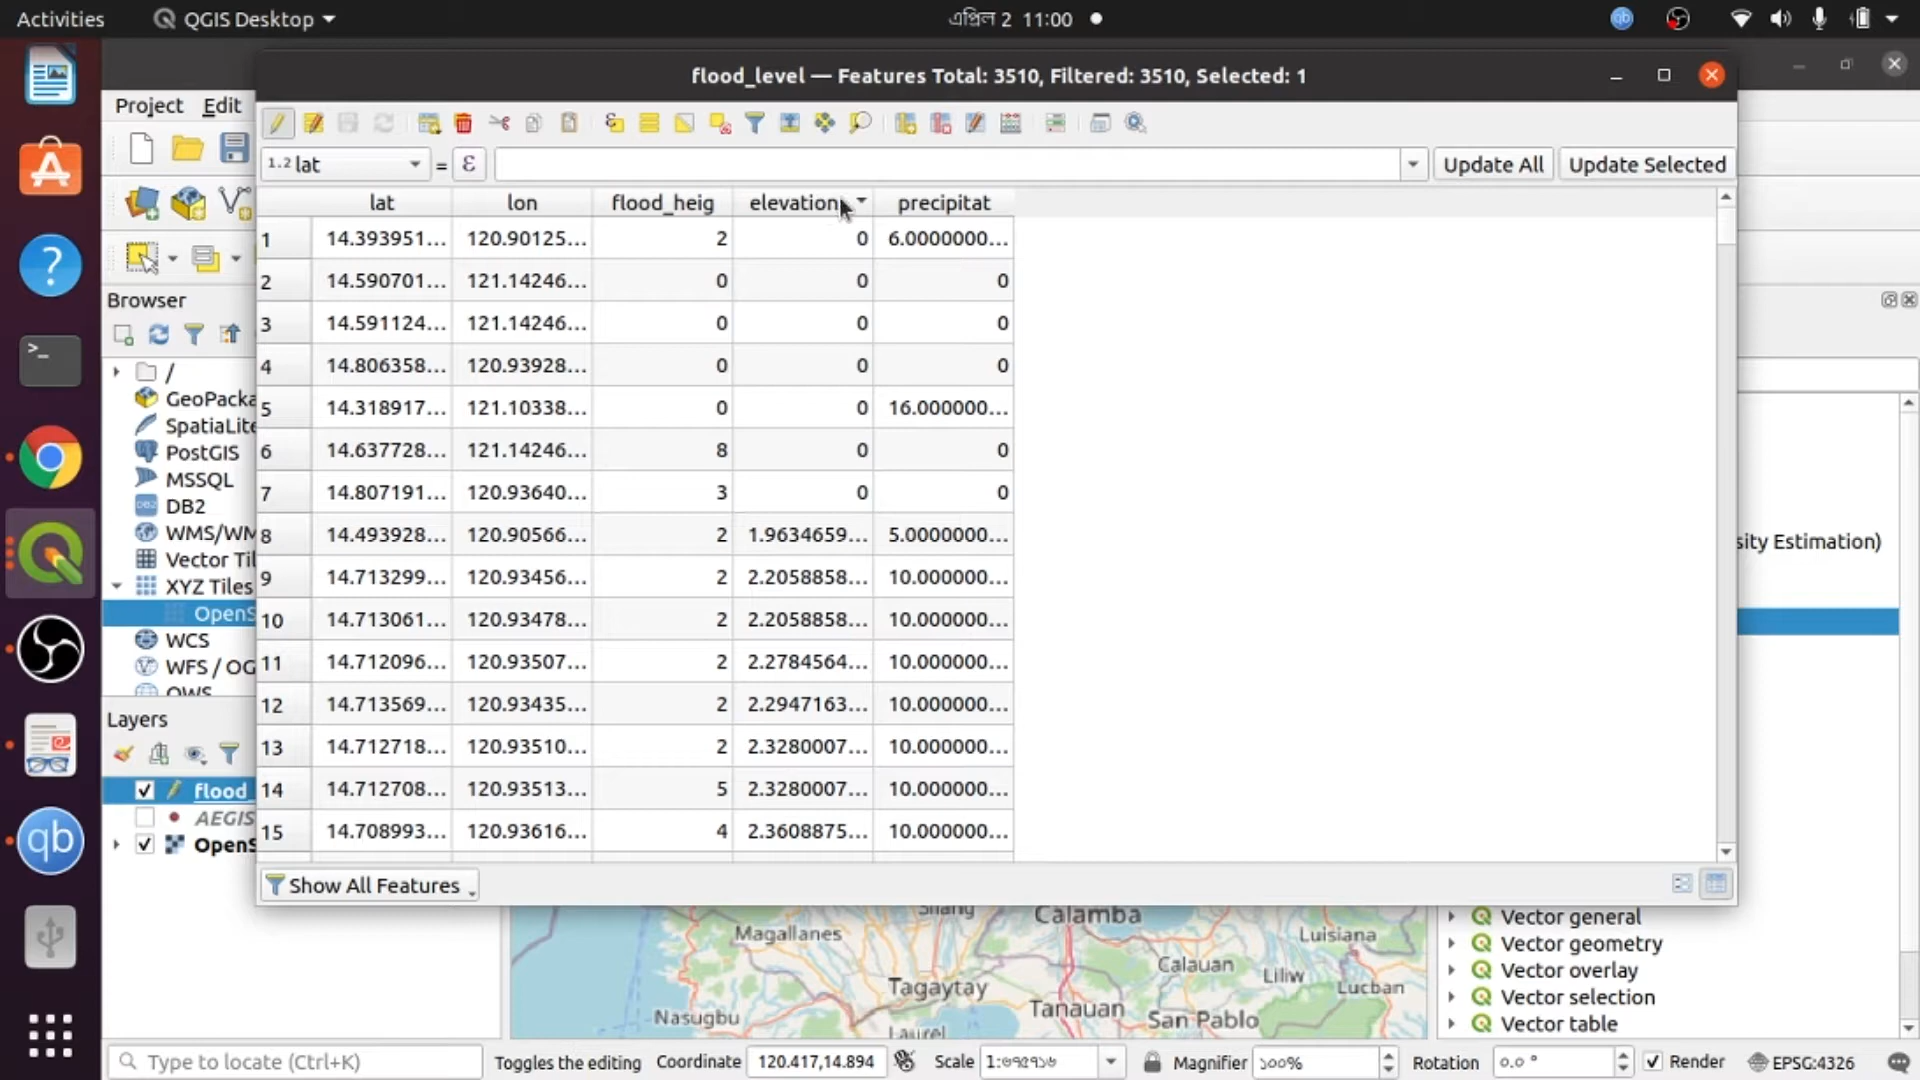 Activities
QGIS Desktop
এপ্রিল 2 11:00
flood_level — Features Total: 3510, Filtered: 3510, Selected: 1
Project Edit
1.2 lat
=
ε
Update All
Update Selected
lat lon flood_heig elevation precipitat
1 14.393951... 120.90125... 2 0 6.0000000...
2 14.590701... 121.14246... 0 0 0
3 14.591124... 121.14246... 0 0 0
4 14.806358... 120.93928... 0 0 0
5 14.318917... 121.10338... 0 0 16.000000...
6 14.637728... 121.14246... 8 0 0
7 14.807191... 120.93640... 3 0 0
8 14.493928... 120.90566... 2 1.9634659... 5.0000000...
9 14.713299... 120.93456... 2 2.2058858... 10.000000...
10 14.713061... 120.93478... 2 2.2058858... 10.000000...
11 14.712096... 120.93507... 2 2.2784564... 10.000000...
12 14.713569... 120.93435... 2 2.2947163... 10.000000...
13 14.712718... 120.93510... 2 2.3280007... 10.000000...
14 14.712708... 120.93513... 5 2.3280007... 10.000000...
15 14.708993... 120.93616... 4 2.3608875... 10.000000...
Show All Features
Browser
/
GeoPacka
SpatiaLite
PostGIS
MSSQL
DB2
WMS/WM
Vector Til
XYZ Tiles
OpenS
WCS
WFS / OG
OWS
Layers
flood_
AEGIS
OpenS
sity Estimation)
Vector general
Vector geometry
Vector overlay
Vector selection
Vector table
Silang
Calamba
Magallanes
Luisiana
Calauan
Liliw
Lucban
Tagaytay
Tanauan
Nasugbu
San Pablo
Laurel
Type to locate (Ctrl+K)
Toggles the editing
Coordinate 120.417,14.894
Scale 1:৬৭৫৭১৬
Magnifier ১০০%
Rotation ০.০ °
Render
EPSG:4326